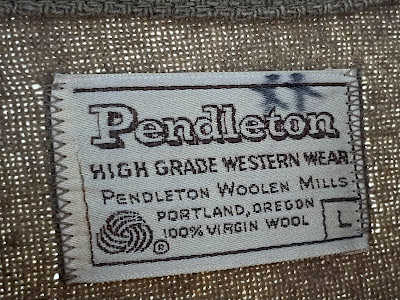 Pendleton
HIGH GRADE WESTERN WEAR
PENDLETON WOOLEN MILLS
PORTLAND, OREGON
100% VIRGIN WOOL
®
L